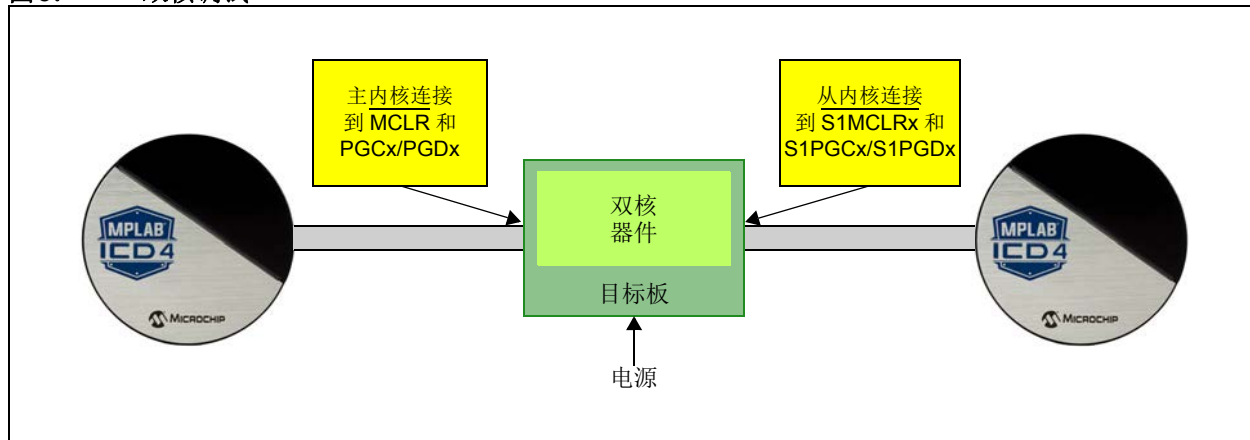 主内核连接
到 MCLR 和
PGCx/PGDx
从内核连接
到 S1MCLRx 和
S1PGCx/S1PGDx
MPLAB
ICD 4
MICROCHIP
双核
器件
目标板
MPLAB
ICD 4
MICROCHIP
电源